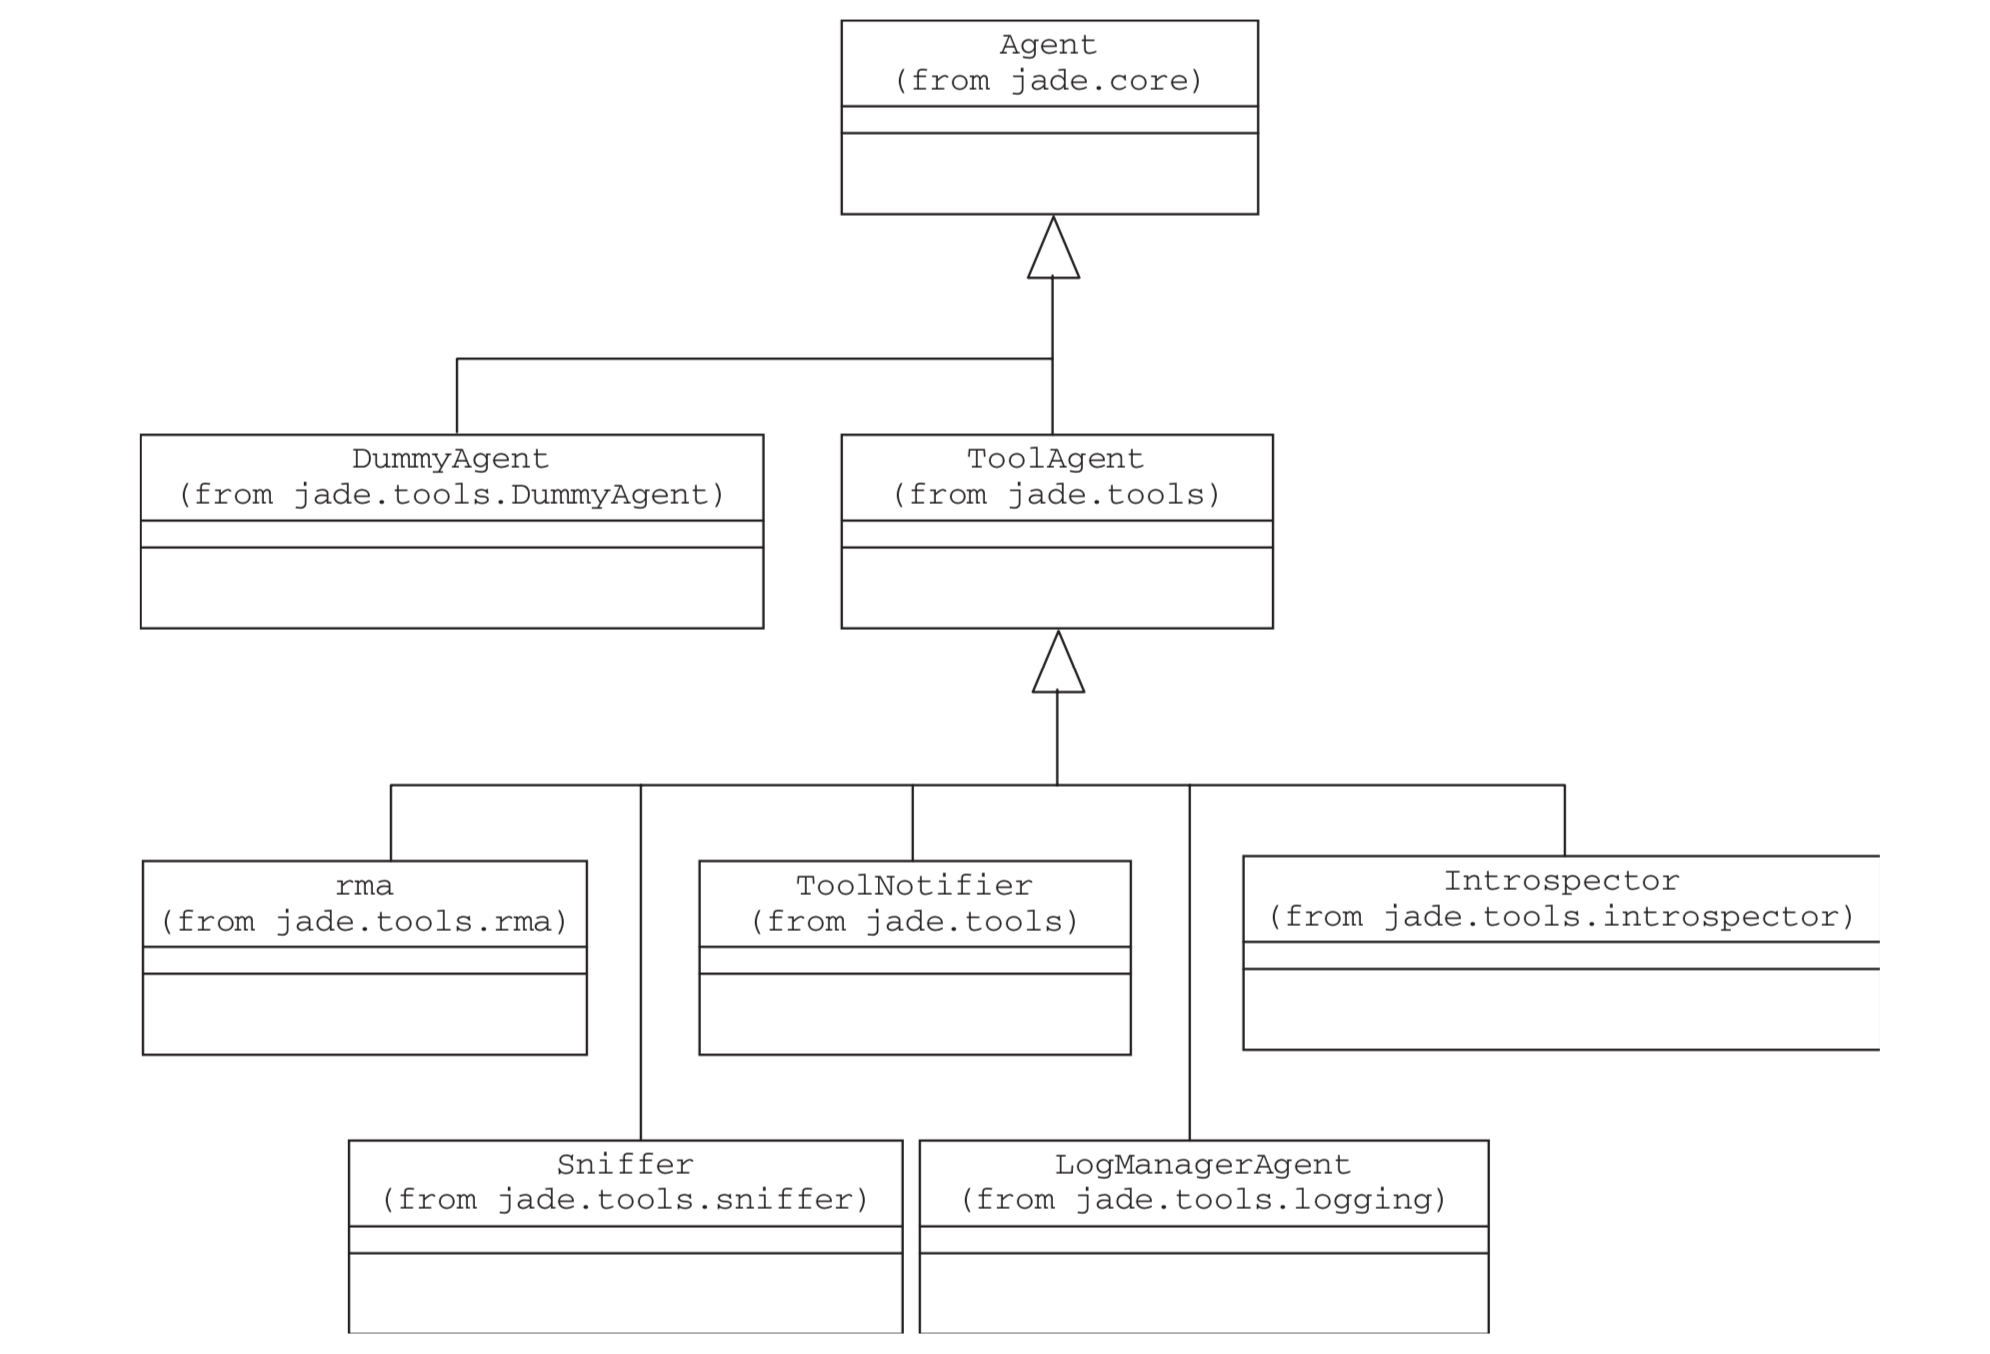 Agent
(from jade.core)
DummyAgent
(from jade.tools.DummyAgent)
ToolAgent
(from jade.tools)
rma
(from jade.tools.rma)
ToolNotifier
(from jade.tools)
Introspector
(from jade.tools.introspector)
Sniffer
(from jade.tools.sniffer)
LogManagerAgent
(from jade.tools.logging)